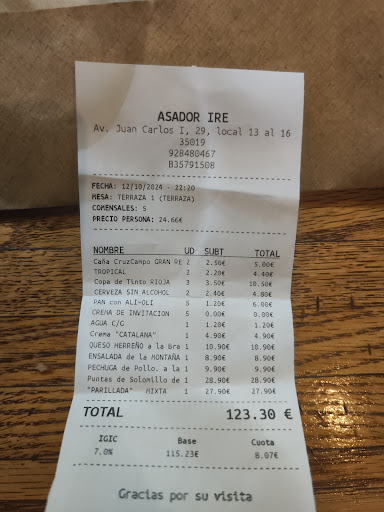 ASADOR IRE
Av. Juan Carlos I, 29, local 13 al 16
35019
928480467
B35791508
FECHA: 12/10/2024 - 22:20
MESA: TERRAZA 1 (TERRAZA)
COMENSALES: 5
PRECIO PERSONA: 24.66€
NOMBRE UD SUBT TOTAL
Caña CruzCampo GRAN RE 2 2.50€ 5.00€
TROPICAL 2 2.20€ 4.40€
Copa de Tinto RIOJA 3 3.50€ 10.50€
CERVEZA SIN ALCOHOL 2 2.40€ 4.80€
PAN con ALI-OLI 5 1.20€ 6.00€
CREMA DE INVITACION 5 0.00€ 0.00€
AGUA C/G 1 1.20€ 1.20€
Crema "CATALANA" 1 4.90€ 4.90€
QUESO HERREÑO a la Bra 1 10.90€ 10.90€
ENSALADA de la MONTAÑA 1 8.90€ 8.90€
PECHUGA de Pollo. a la 1 9.90€ 9.90€
Puntas de Solomillo de 1 28.90€ 28.90€
"PARILLADA" MIXTA 1 27.90€ 27.90€
TOTAL 123.30 €
IGIC Base Cuota
7.0% 115.23€ 8.07€
Gracias por su visita